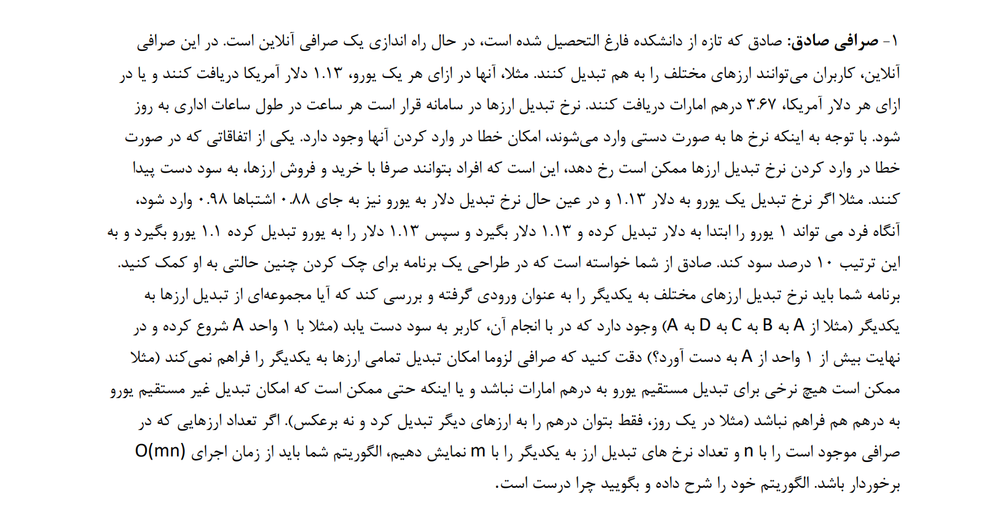 ۱- صرافی صادق: صادق که تازه از دانشکده فارغ التحصیل شده است، در حال راه اندازی یک صرافی آنلاین است. در این صرافی
آنلاین، کاربران می‌توانند ارزهای مختلف را به هم تبدیل کنند. مثلا، آنها در ازای هر یک یورو، ۱.۱۳ دلار آمریکا دریافت کنند و یا در
ازای هر دلار آمریکا، ۳.۶۷ درهم امارات دریافت کنند. نرخ تبدیل ارزها در سامانه قرار است هر ساعت در طول ساعات اداری به روز
شود. با توجه به اینکه نرخ ها به صورت دستی وارد می‌شوند، امکان خطا در وارد کردن آنها وجود دارد. یکی از اتفاقاتی که در صورت
خطا در وارد کردن نرخ تبدیل ارزها ممکن است رخ دهد، این است که افراد بتوانند صرفا با خرید و فروش ارزها، به سود دست پیدا
کنند. مثلا اگر نرخ تبدیل یک یورو به دلار ۱.۱۳ و در عین حال نرخ تبدیل دلار به یورو نیز به جای ۰.۸۸ اشتباها ۰.۹۸ وارد شود،
آنگاه فرد می تواند ۱ یورو را ابتدا به دلار تبدیل کرده و ۱.۱۳ دلار بگیرد و سپس ۱.۱۳ دلار را به یورو تبدیل کرده ۱.۱ یورو بگیرد و به
این ترتیب ۱۰ درصد سود کند. صادق از شما خواسته است که در طراحی یک برنامه برای چک کردن چنین حالتی به او کمک کنید.
برنامه شما باید نرخ تبدیل ارزهای مختلف به یکدیگر را به عنوان ورودی گرفته و بررسی کند که آیا مجموعه‌ای از تبدیل ارزها به
یکدیگر (مثلا از A به B به C به D به A) وجود دارد که در با انجام آن، کاربر به سود دست یابد (مثلا با ۱ واحد A شروع کرده و در
نهایت بیش از ۱ واحد از A به دست آورد؟) دقت کنید که صرافی لزوما امکان تبدیل تمامی ارزها به یکدیگر را فراهم نمی‌کند (مثلا
ممکن است هیچ نرخی برای تبدیل مستقیم یورو به درهم امارات نباشد و یا اینکه حتی ممکن است که امکان تبدیل غیر مستقیم یورو
به درهم هم فراهم نباشد (مثلا در یک روز، فقط بتوان درهم را به ارزهای دیگر تبدیل کرد و نه برعکس). اگر تعداد ارزهایی که در
صرافی موجود است را با n و تعداد نرخ های تبدیل ارز به یکدیگر را با m نمایش دهیم، الگوریتم شما باید از زمان اجرای O(mn)
برخوردار باشد. الگوریتم خود را شرح داده و بگویید چرا درست است.